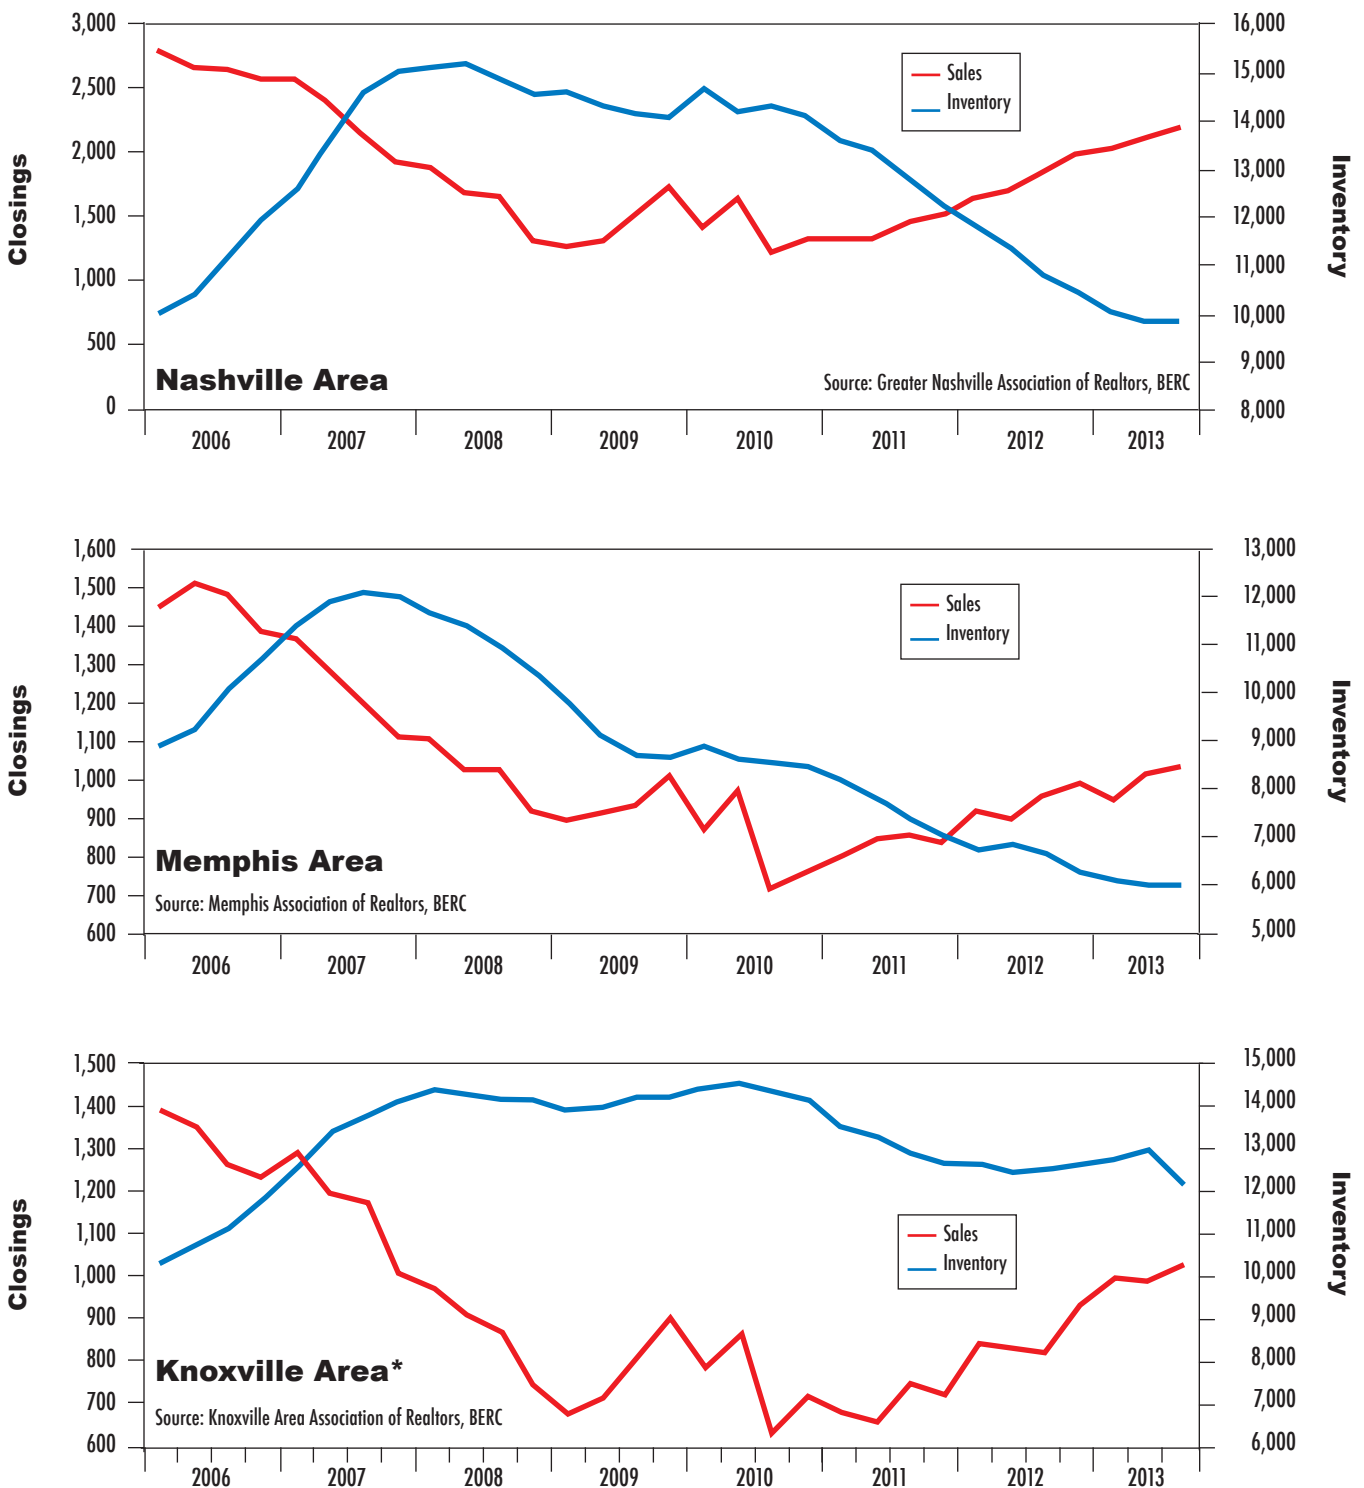 3,000
2,500
2,000
1,500
1,000
500
0
Closings
16,000
15,000
14,000
13,000
12,000
11,000
10,000
9,000
8,000
Inventory
Sales
Inventory
Nashville Area
Source: Greater Nashville Association of Realtors, BERC
2006 2007 2008 2009 2010 2011 2012 2013
1,600
1,500
1,400
1,300
1,200
1,100
1,000
900
800
700
600
Closings
13,000
12,000
11,000
10,000
9,000
8,000
7,000
6,000
5,000
Inventory
Sales
Inventory
Memphis Area
Source: Memphis Association of Realtors, BERC
2006 2007 2008 2009 2010 2011 2012 2013
1,500
1,400
1,300
1,200
1,100
1,000
900
800
700
600
Closings
15,000
14,000
13,000
12,000
11,000
10,000
9,000
8,000
7,000
6,000
Inventory
Sales
Inventory
Knoxville Area*
Source: Knoxville Area Association of Realtors, BERC
2006 2007 2008 2009 2010 2011 2012 2013